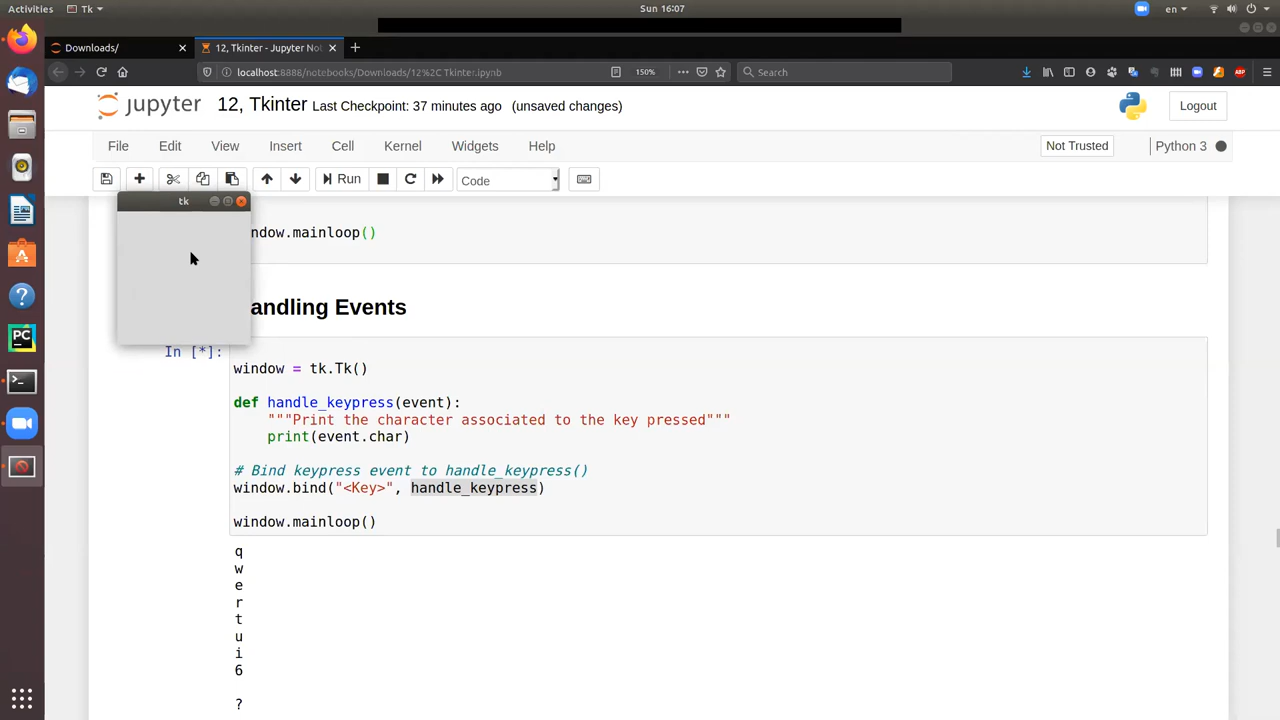 Activities Tk Sun 16:07 en
Downloads/ 12, Tkinter - Jupyter No
localhost:8888/notebooks/Downloads/12%2C Tkinter.ipynb 150% Search
jupyter 12, Tkinter Last Checkpoint: 37 minutes ago (unsaved changes) Logout
File Edit View Insert Cell Kernel Widgets Help Not Trusted Python 3
Run Code
tk
ndow.mainloop()
andling Events
In [*]:
window = tk.Tk()
def handle_keypress(event):
"""Print the character associated to the key pressed"""
print(event.char)
# Bind keypress event to handle_keypress()
window.bind("<Key>", handle_keypress)
window.mainloop()
q
w
e
r
t
u
i
6
?